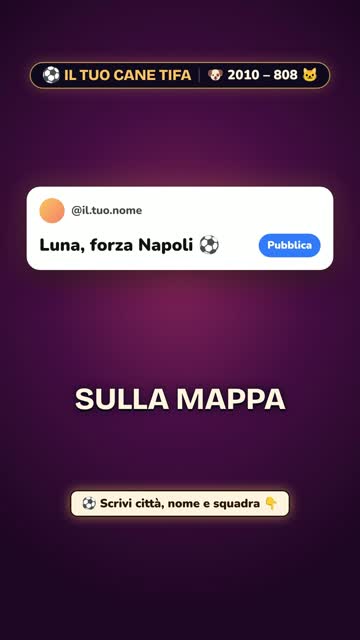 ⚽ IL TUO CANE TIFA | 🐶 2010 – 808 🐱
@il.tuo.nome
Luna, forza Napoli ⚽ Pubblica
SULLA MAPPA
⚽ Scrivi città, nome e squadra 👇